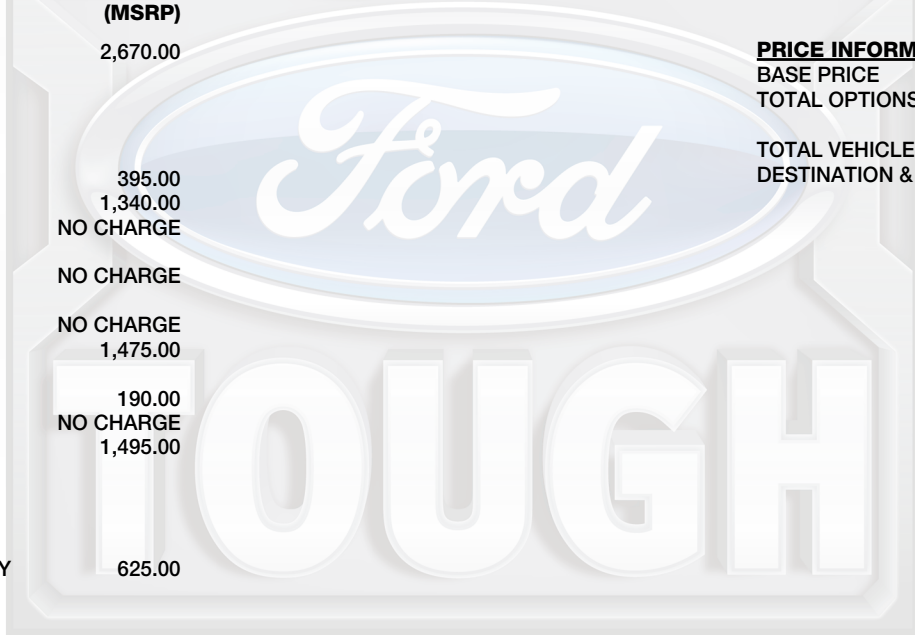 (MSRP)
2,670.00
395.00
1,340.00
NO CHARGE
NO CHARGE
NO CHARGE
1,475.00
190.00
NO CHARGE
1,495.00
Y 625.00
PRICE INFORM
BASE PRICE
TOTAL OPTIONS
TOTAL VEHICLE
DESTINATION &
Ford
TOUGH